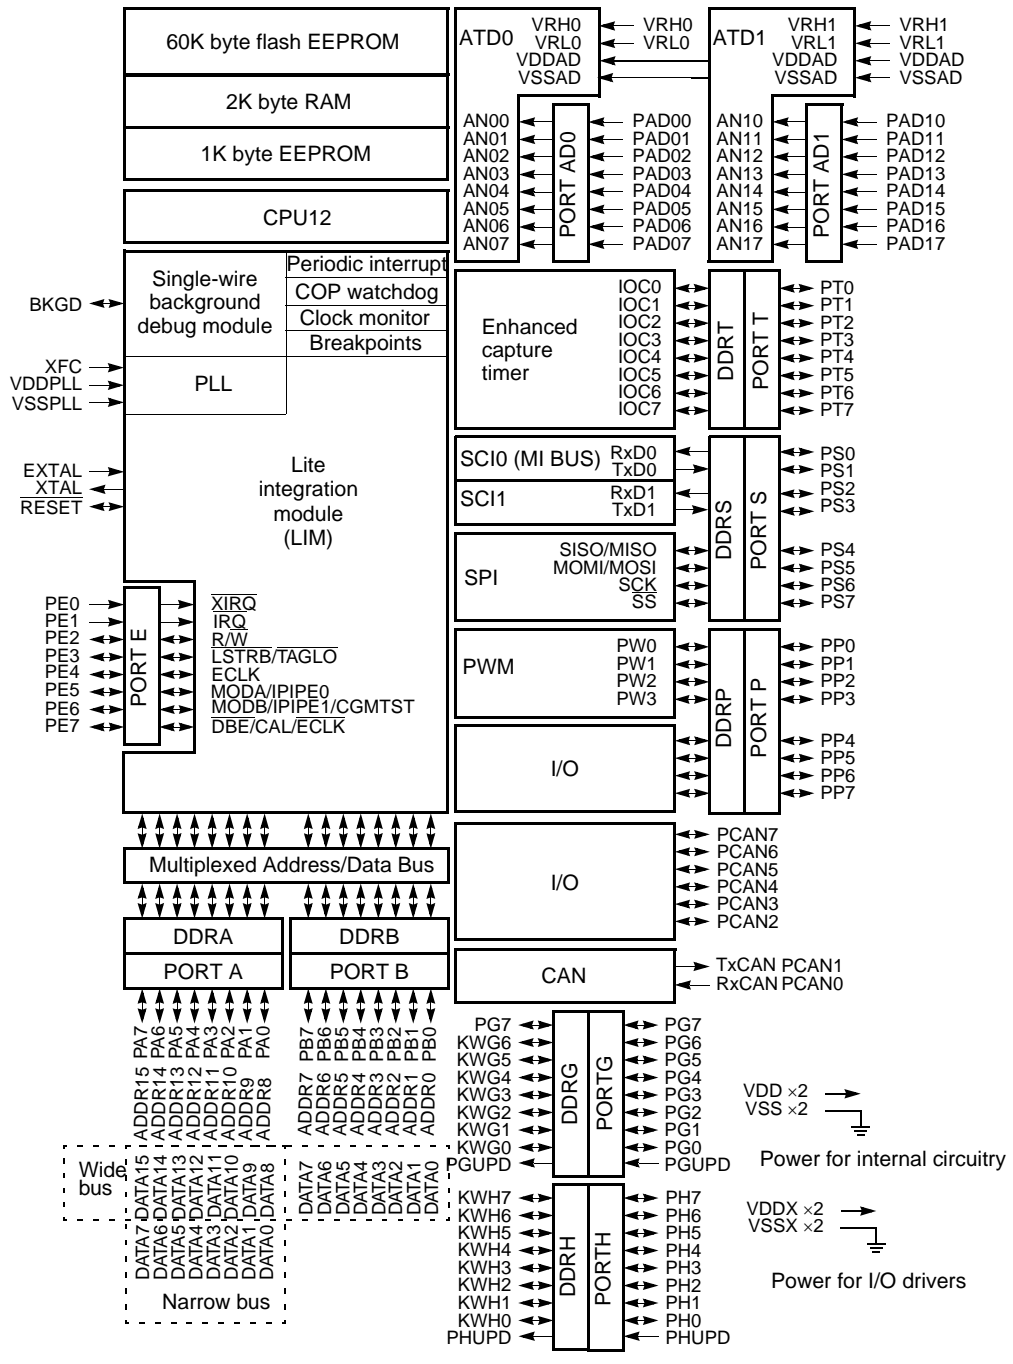 60K byte flash EEPROM
2K byte RAM
1K byte EEPROM
CPU12
Single-wire
background
debug module
Periodic interrupt
COP watchdog
Clock monitor
Breakpoints
PLL
Lite
integration
module
(LIM)
BKGD
XFC
VDDPLL
VSSPLL
EXTAL
XTAL
RESET
PE0
PE1
PE2
PE3
PE4
PE5
PE6
PE7
PORT E
XIRQ
IRQ
R/W
LSTRB/TAGLO
ECLK
MODA/IPIPE0
MODB/IPIPE1/CGMTST
DBE/CAL/ECLK
Multiplexed Address/Data Bus
DDRA
PORT A
DDRB
PORT B
PA7
PA6
PA5
PA4
PA3
PA2
PA1
PA0
PB7
PB6
PB5
PB4
PB3
PB2
PB1
PB0
ADDR15
ADDR14
ADDR13
ADDR12
ADDR11
ADDR10
ADDR9
ADDR8
ADDR7
ADDR6
ADDR5
ADDR4
ADDR3
ADDR2
ADDR1
ADDR0
Wide
bus
DATA15
DATA14
DATA13
DATA12
DATA11
DATA10
DATA9
DATA8
DATA7
DATA6
DATA5
DATA4
DATA3
DATA2
DATA1
DATA0
DATA7
DATA6
DATA5
DATA4
DATA3
DATA2
DATA1
DATA0
Narrow bus
ATD0
VRH0
VRL0
VDDAD
VSSAD
VRH0
VRL0
AN00
AN01
AN02
AN03
AN04
AN05
AN06
AN07
PORT AD0
PAD00
PAD01
PAD02
PAD03
PAD04
PAD05
PAD06
PAD07
ATD1
VRH1
VRL1
VDDAD
VSSAD
VRH1
VRL1
VDDAD
VSSAD
AN10
AN11
AN12
AN13
AN14
AN15
AN16
AN17
PORT AD1
PAD10
PAD11
PAD12
PAD13
PAD14
PAD15
PAD16
PAD17
Enhanced
capture
timer
IOC0
IOC1
IOC2
IOC3
IOC4
IOC5
IOC6
IOC7
DDRT
PORT T
PT0
PT1
PT2
PT3
PT4
PT5
PT6
PT7
SCI0 (MI BUS)
RxD0
TxD0
SCI1
RxD1
TxD1
SPI
SISO/MISO
MOMI/MOSI
SCK
SS
DDRS
PORT S
PS0
PS1
PS2
PS3
PS4
PS5
PS6
PS7
PWM
PW0
PW1
PW2
PW3
I/O
DDRP
PORT P
PP0
PP1
PP2
PP3
PP4
PP5
PP6
PP7
I/O
PCAN7
PCAN6
PCAN5
PCAN4
PCAN3
PCAN2
CAN
TxCAN PCAN1
RxCAN PCAN0
PG7
KWG6
KWG5
KWG4
KWG3
KWG2
KWG1
KWG0
PGUPD
DDRG
PORTG
PG7
PG6
PG5
PG4
PG3
PG2
PG1
PG0
PGUPD
KWH7
KWH6
KWH5
KWH4
KWH3
KWH2
KWH1
KWH0
PHUPD
DDRH
PORTH
PH7
PH6
PH5
PH4
PH3
PH2
PH1
PH0
PHUPD
VDD ×2
VSS ×2
Power for internal circuitry
VDDX ×2
VSSX ×2
Power for I/O drivers